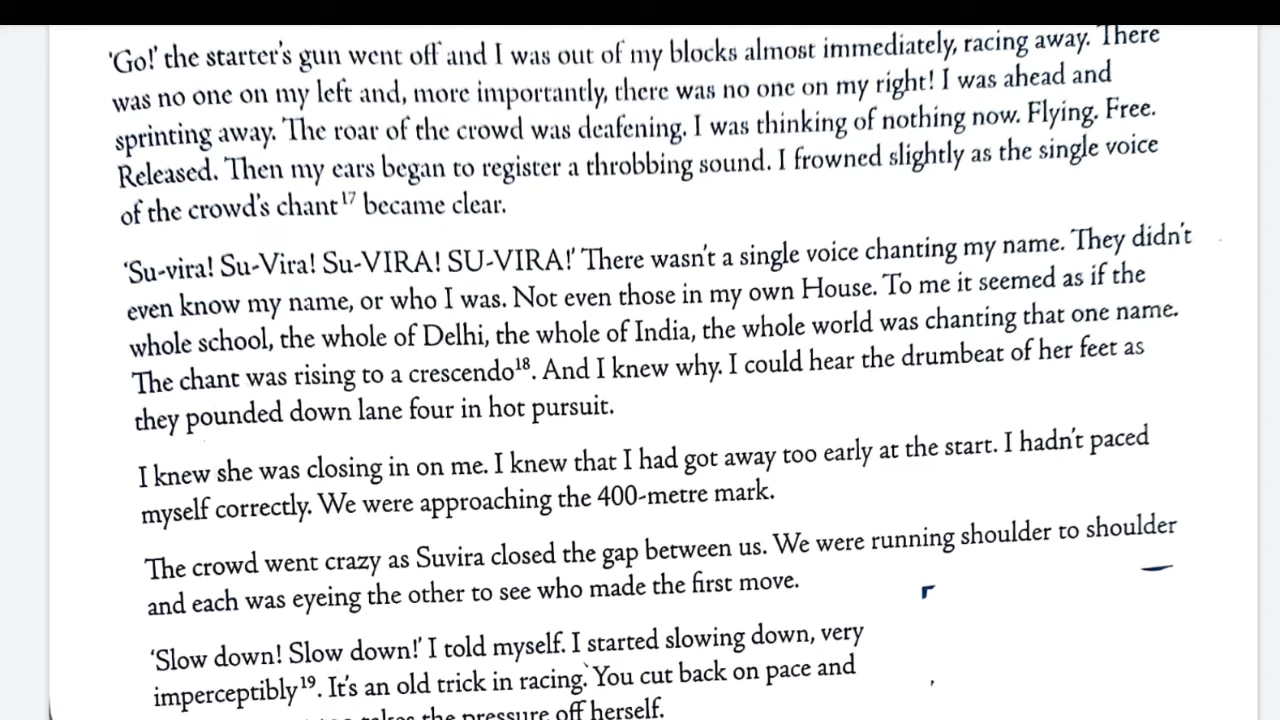 ‘Go!’ the starter’s gun went off and I was out of my blocks almost immediately, racing away. There
was no one on my left and, more importantly, there was no one on my right! I was ahead and
sprinting away. The roar of the crowd was deafening. I was thinking of nothing now. Flying. Free.
Released. Then my ears began to register a throbbing sound. I frowned slightly as the single voice
of the crowd’s chant¹⁷ became clear.
‘Su-vira! Su-Vira! Su-VIRA! SU-VIRA!’ There wasn’t a single voice chanting my name. They didn’t
even know my name, or who I was. Not even those in my own House. To me it seemed as if the
whole school, the whole of Delhi, the whole of India, the whole world was chanting that one name.
The chant was rising to a crescendo¹⁸. And I knew why. I could hear the drumbeat of her feet as
they pounded down lane four in hot pursuit.
I knew she was closing in on me. I knew that I had got away too early at the start. I hadn’t paced
myself correctly. We were approaching the 400-metre mark.
The crowd went crazy as Suvira closed the gap between us. We were running shoulder to shoulder
and each was eyeing the other to see who made the first move.
‘Slow down! Slow down!’ I told myself. I started slowing down, very
imperceptibly¹⁹. It’s an old trick in racing. You cut back on pace and
takes the pressure off herself.